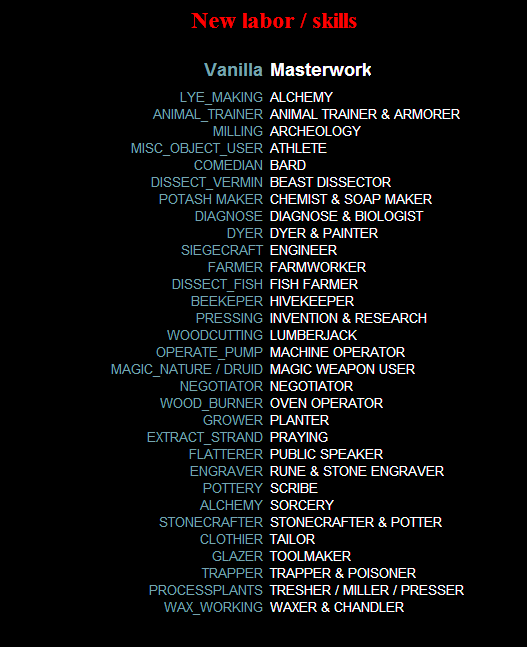 New labor / skills
Vanilla Masterwork
LYE_MAKING ALCHEMY
ANIMAL_TRAINER ANIMAL TRAINER & ARMORER
MILLING ARCHEOLOGY
MISC_OBJECT_USER ATHLETE
COMEDIAN BARD
DISSECT_VERMIN BEAST DISSECTOR
POTASH MAKER CHEMIST & SOAP MAKER
DIAGNOSE DIAGNOSE & BIOLOGIST
DYER DYER & PAINTER
SIEGECRAFT ENGINEER
FARMER FARMWORKER
DISSECT_FISH FISH FARMER
BEEKEPER HIVEKEEPER
PRESSING INVENTION & RESEARCH
WOODCUTTING LUMBERJACK
OPERATE_PUMP MACHINE OPERATOR
MAGIC_NATURE / DRUID MAGIC WEAPON USER
NEGOTIATOR NEGOTIATOR
WOOD_BURNER OVEN OPERATOR
GROWER PLANTER
EXTRACT_STRAND PRAYING
FLATTERER PUBLIC SPEAKER
ENGRAVER RUNE & STONE ENGRAVER
POTTERY SCRIBE
ALCHEMY SORCERY
STONECRAFTER STONECRAFTER & POTTER
CLOTHIER TAILOR
GLAZER TOOLMAKER
TRAPPER TRAPPER & POISONER
PROCESSPLANTS TRESHER / MILLER / PRESSER
WAX_WORKING WAXER & CHANDLER